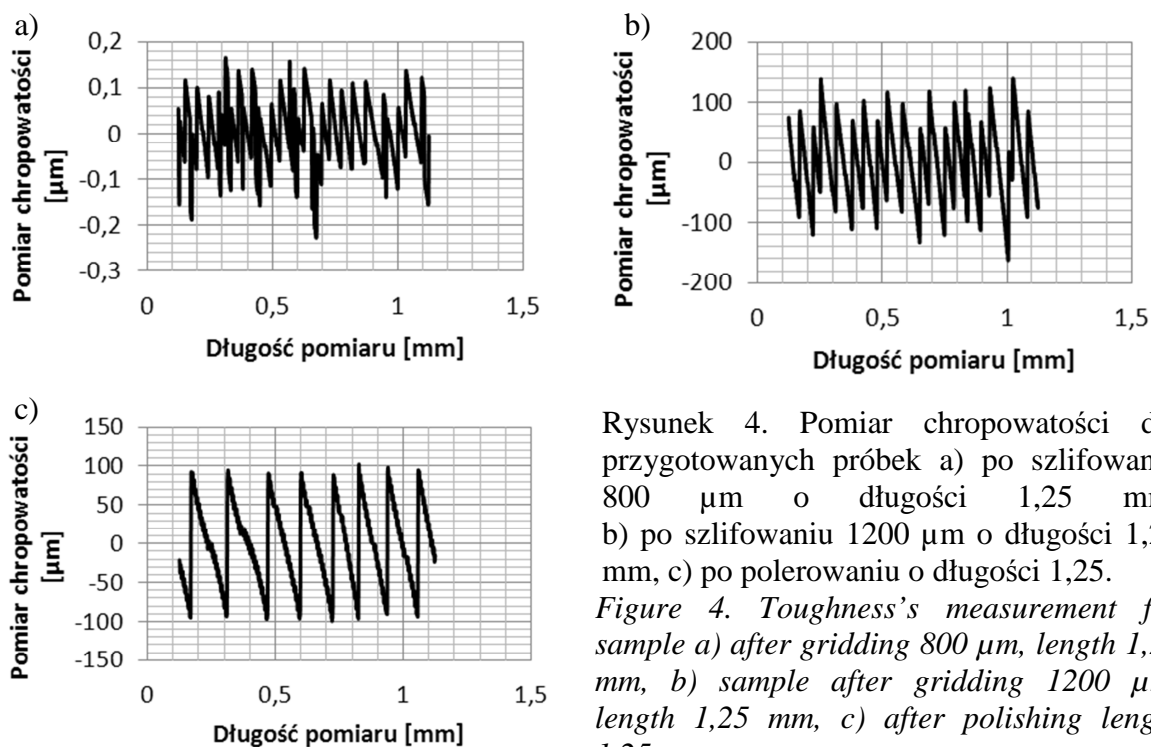 a)
Pomiar chropowatości
[µm]
0,2
0,1
0
-0,1
-0,2
-0,3
0 0,5 1 1,5
Długość pomiaru [mm]
b)
Pomiar chropowatości
[µm]
200
100
0
-100
-200
0 0,5 1 1,5
Długość pomiaru [mm]
c)
Pomiar chropowatości
[µm]
150
100
50
0
-50
-100
-150
0 0,5 1 1,5
Długość pomiaru [mm]
Rysunek 4. Pomiar chropowatości
przygotowanych próbek a) po
800 µm o długości 1,25
b) po szlifowaniu 1200 µm o długości
mm, c) po polerowaniu o długości 1,25.
Figure 4. Toughness's measurement
sample a) after gridding 800 µm, length
mm, b) sample after gridding 1200
length 1,25 mm, c) after polishing